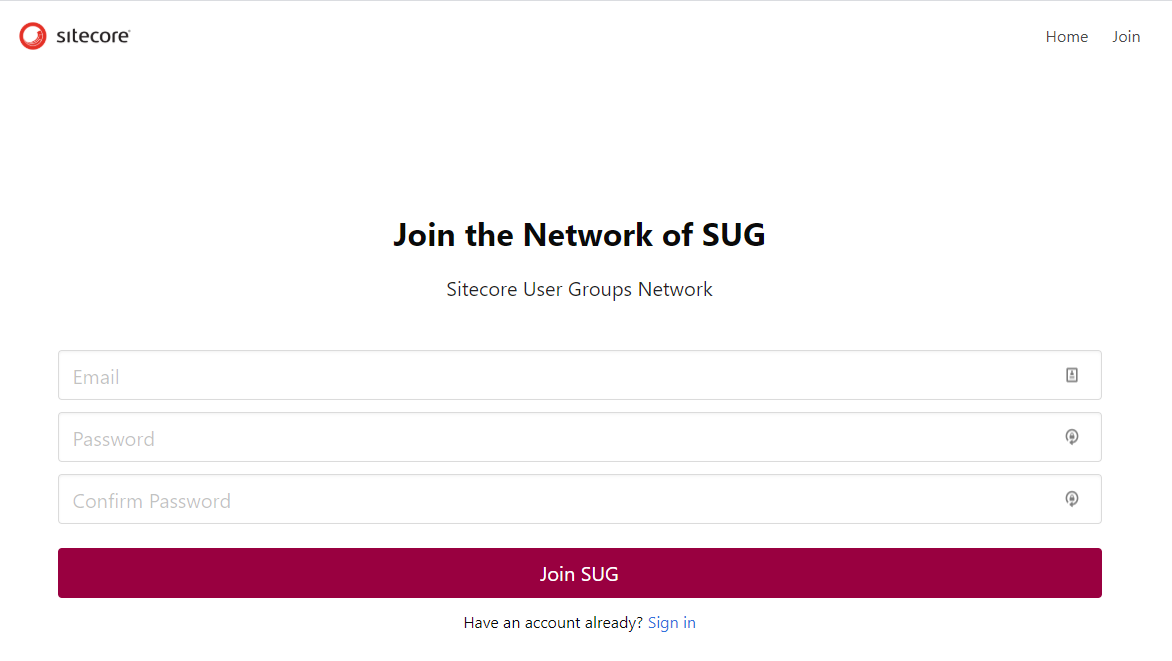 sitecore
Home Join
Join the Network of SUG
Sitecore User Groups Network
Email
Password
Confirm Password
Join SUG
Have an account already? Sign in